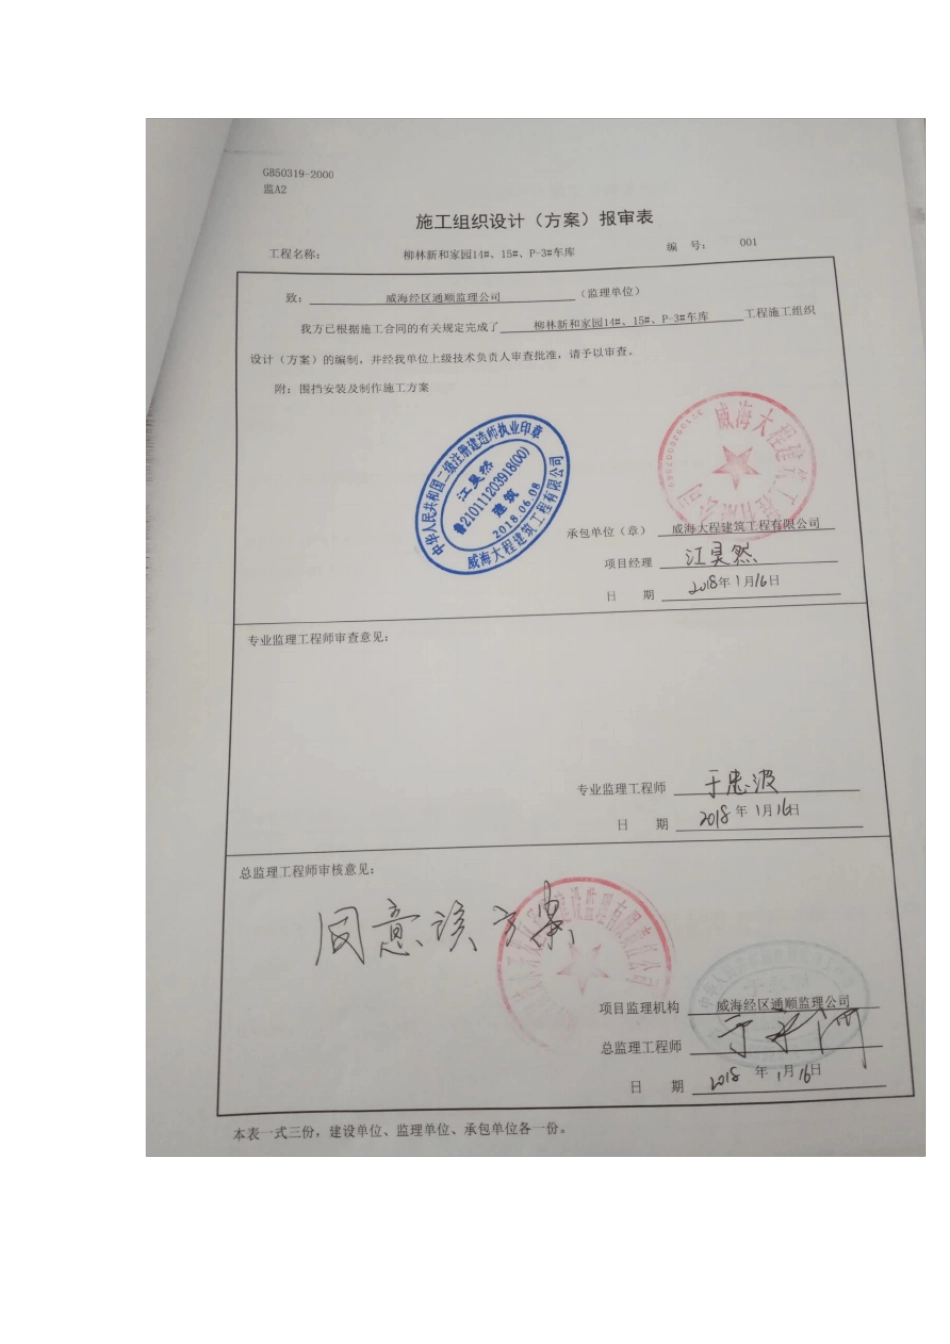 GB50319-2000
监A2
施工组织设计（方案）报审表
工程名称： 柳林新和家园14#、15#、P-3#车库 编 号： 001
致： 威海经区通顺监理公司 （监理单位）
我方已根据施工合同的有关规定完成了 柳林新和家园14#、15#、P-3#车库 工程施工组织
设计（方案）的编制，并经我单位上级技术负责人审查批准，请予以审查。
附：围挡安装及制作施工方案
中华人民共和国二级注册建造师执业印章
江昊然
鲁210111203918(00)
建筑
2018.06.08
威海大程建筑工程有限公司
威海大程建筑工程有限公司
承包单位（章） 威海大程建筑工程有限公司
项目经理 江昊然
日 期 2018年1月16日
专业监理工程师审查意见：
专业监理工程师 于忠波
日 期 2018年1月16日
总监理工程师审核意见：
同意该方案
建设监理有限责任公司
项目监理机构 威海经区通顺监理公司
总监理工程师
日 期 2018年1月16日
本表一式三份，建设单位、监理单位、承包单位各一份。